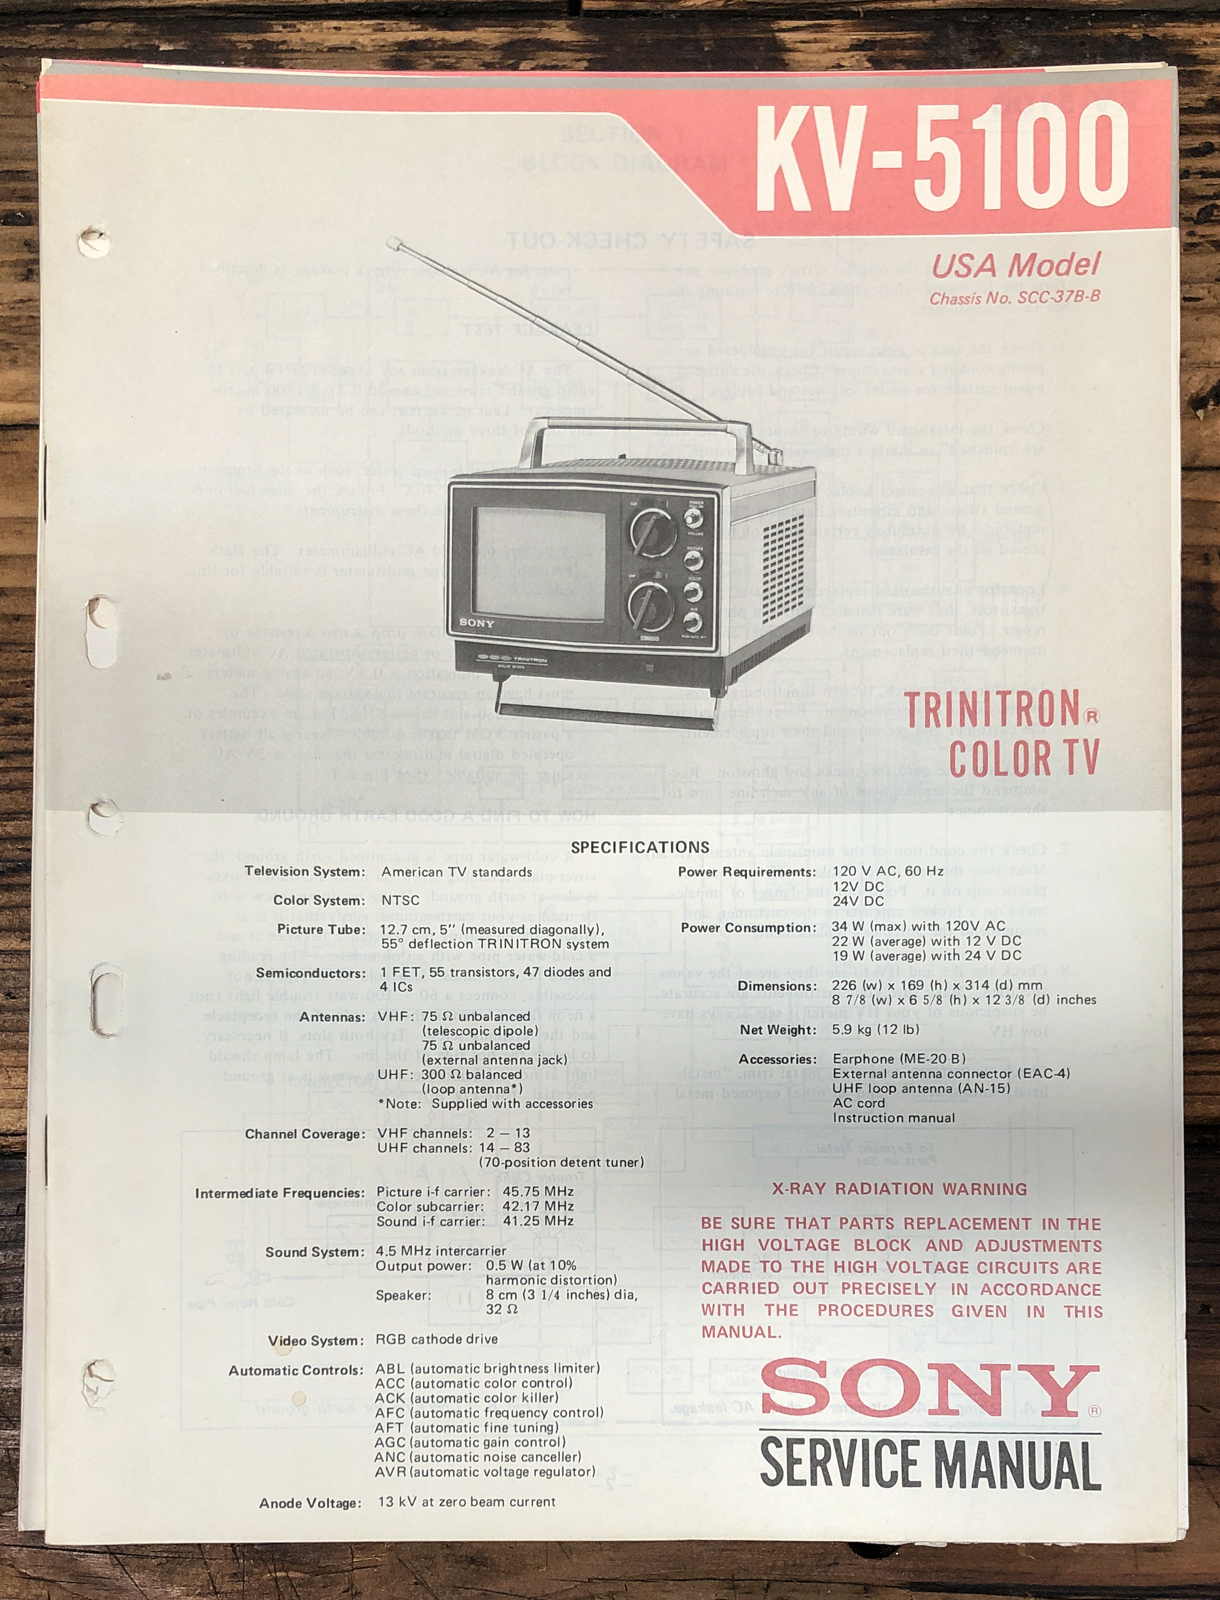 KV-5100
USA Model
Chassis No. SCC-37B-B
SONY
TRINITRON
TRINITRON®
COLOR TV
SPECIFICATIONS
Television System: American TV standards
Color System: NTSC
Picture Tube: 12.7 cm, 5'' (measured diagonally),
55° deflection TRINITRON system
Semiconductors: 1 FET, 55 transistors, 47 diodes and
4 ICs
Antennas: VHF: 75 Ω unbalanced
(telescopic dipole)
75 Ω unbalanced
(external antenna jack)
UHF: 300 Ω balanced
(loop antenna*)
*Note: Supplied with accessories
Channel Coverage: VHF channels: 2 – 13
UHF channels: 14 – 83
(70-position detent tuner)
Intermediate Frequencies: Picture i-f carrier: 45.75 MHz
Color subcarrier: 42.17 MHz
Sound i-f carrier: 41.25 MHz
Sound System: 4.5 MHz intercarrier
Output power: 0.5 W (at 10%
harmonic distortion)
Speaker: 8 cm (3 1/4 inches) dia,
32 Ω
Video System: RGB cathode drive
Automatic Controls: ABL (automatic brightness limiter)
ACC (automatic color control)
ACK (automatic color killer)
AFC (automatic frequency control)
AFT (automatic fine tuning)
AGC (automatic gain control)
ANC (automatic noise canceller)
AVR (automatic voltage regulator)
Anode Voltage: 13 kV at zero beam current
Power Requirements: 120 V AC, 60 Hz
12V DC
24V DC
Power Consumption: 34 W (max) with 120V AC
22 W (average) with 12 V DC
19 W (average) with 24 V DC
Dimensions: 226 (w) x 169 (h) x 314 (d) mm
8 7/8 (w) x 6 5/8 (h) x 12 3/8 (d) inches
Net Weight: 5.9 kg (12 lb)
Accessories: Earphone (ME-20 B)
External antenna connector (EAC-4)
UHF loop antenna (AN-15)
AC cord
Instruction manual
X-RAY RADIATION WARNING
BE SURE THAT PARTS REPLACEMENT IN THE
HIGH VOLTAGE BLOCK AND ADJUSTMENTS
MADE TO THE HIGH VOLTAGE CIRCUITS ARE
CARRIED OUT PRECISELY IN ACCORDANCE
WITH THE PROCEDURES GIVEN IN THIS
MANUAL.
SONY®
SERVICE MANUAL